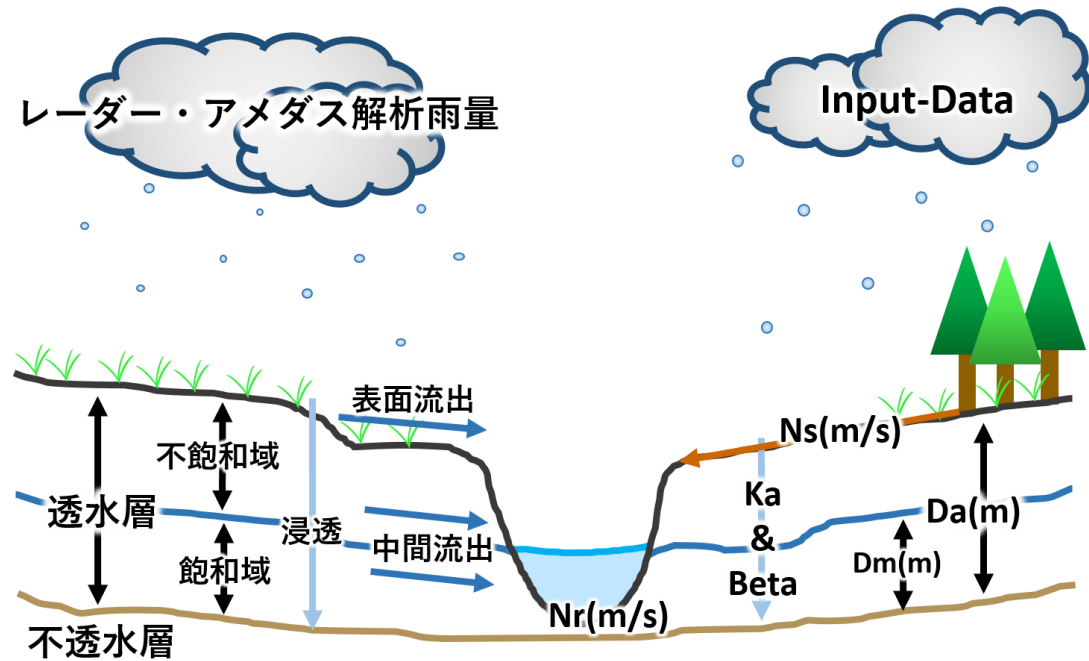 レーダー・アメダス解析雨量
Input-Data
表面流出
Ns(m/s)
不飽和域
Ka
&
Beta
透水層
浸透
中間流出
Da(m)
飽和域
Dm(m)
Nr(m/s)
不透水層